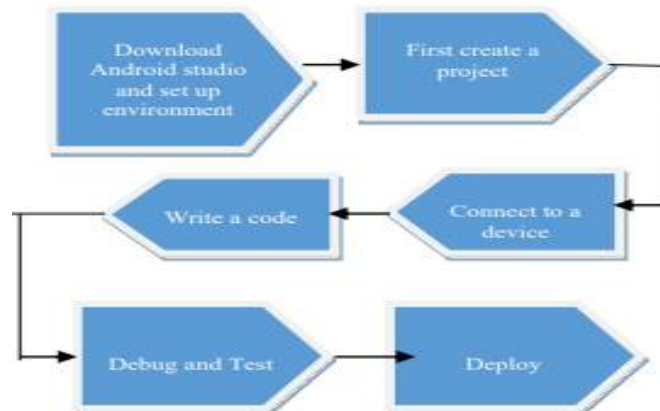 Download
Android studio
and set up
environment
First create a
project
Connect to a
device
Write a code
Debug and Test
Deploy